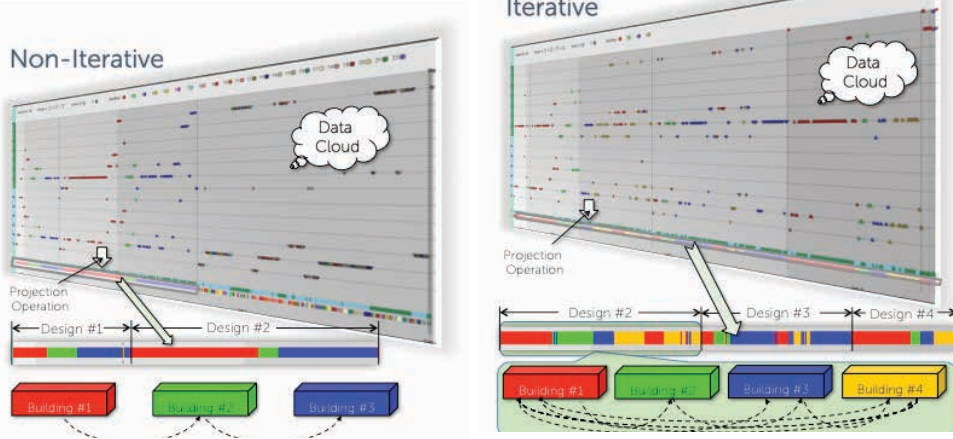 Non-Iterative
Data
Cloud
Projection
Operation
Design #1
Design #2
Building #1
Building #2
Building #3
Iterative
Data
Cloud
Projection
Operation
Design #2
Design #3
Design #4
Building #1
Building #2
Building #3
Building #4